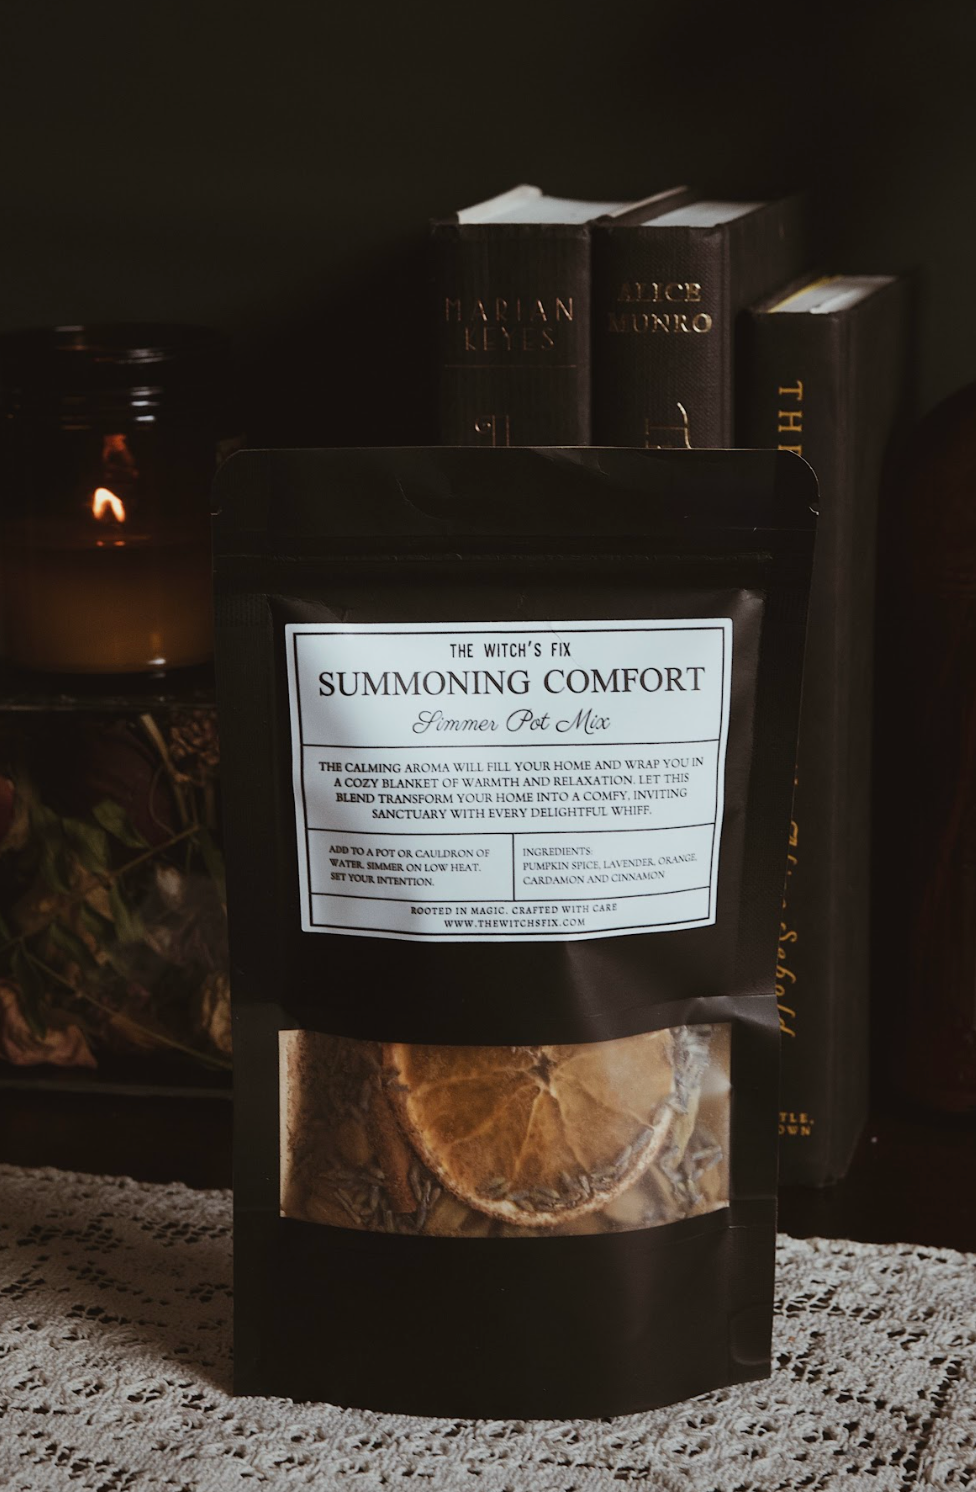 MARIAN
KEYES
ALICE
MUNRO
THE WITCH'S FIX
SUMMONING COMFORT
Simmer Pot Mix
THE CALMING AROMA WILL FILL YOUR HOME AND WRAP YOU IN
A COZY BLANKET OF WARMTH AND RELAXATION. LET THIS
BLEND TRANSFORM YOUR HOME INTO A COMFY, INVITING
SANCTUARY WITH EVERY DELIGHTFUL WHIFF.
ADD TO A POT OR CAULDRON OF
WATER, SIMMER ON LOW HEAT.
SET YOUR INTENTION.
INGREDIENTS:
PUMPKIN SPICE, LAVENDER, ORANGE,
CARDAMON AND CINNAMON
ROOTED IN MAGIC, CRAFTED WITH CARE
WWW.THEWITCHSFIX.COM